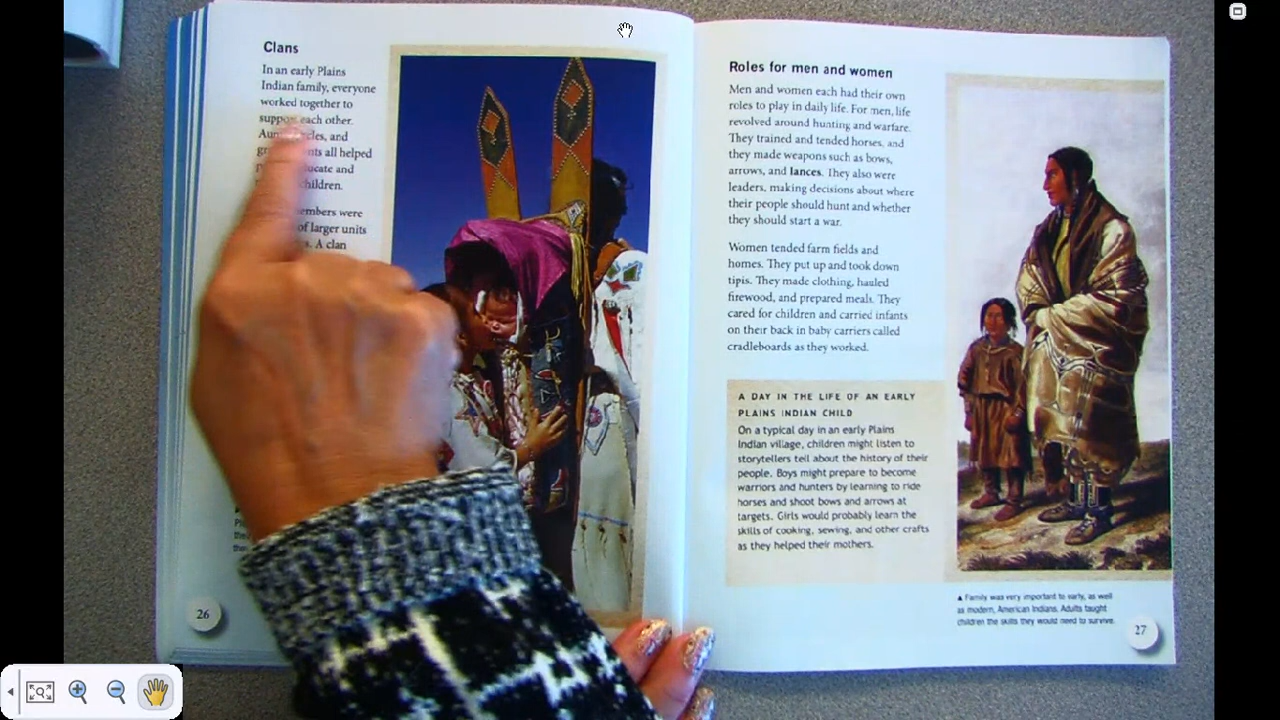 Clans
In an early Plains
Indian family, everyone
worked together to
support each other.
and
all helped
and
children.
were
of larger units
A clan
26
Roles for men and women
Men and women each had their own
roles to play in daily life. For men, life
revolved around hunting and warfare.
They trained and tended horses, and
they made weapons such as bows,
arrows, and lances. They also were
leaders, making decisions about where
their people should hunt and whether
they should start a war.
Women tended farm fields and
homes. They put up and took down
tipis. They made clothing, hauled
firewood, and prepared meals. They
cared for children and carried infants
on their back in baby carriers called
cradleboards as they worked.
A DAY IN THE LIFE OF AN EARLY
PLAINS INDIAN CHILD
On a typical day in an early Plains
Indian village, children might listen to
storytellers tell about the history of their
people. Boys might prepare to become
warriors and hunters by learning to ride
horses and shoot bows and arrows at
targets. Girls would probably learn the
skills of cooking, sewing, and other crafts
as they helped their mothers.
▲ Family was very important to early, as well
as modern, American Indians. Adults taught
children the skills they would need to survive.
27